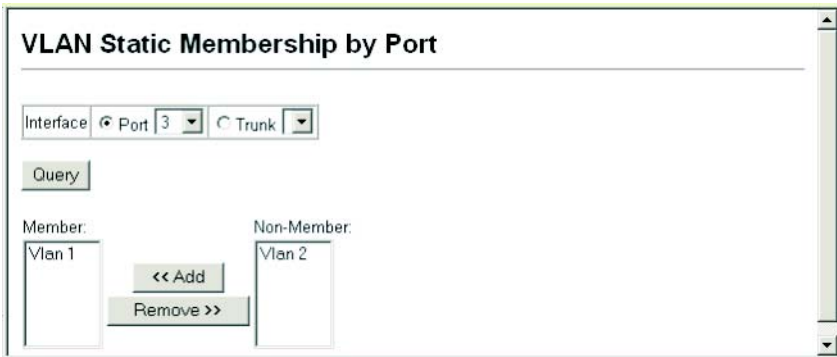 VLAN Static Membership by Port
Interface Port 3 Trunk
Query
Member: Non-Member:
Vlan 1 Vlan 2
<< Add
Remove >>